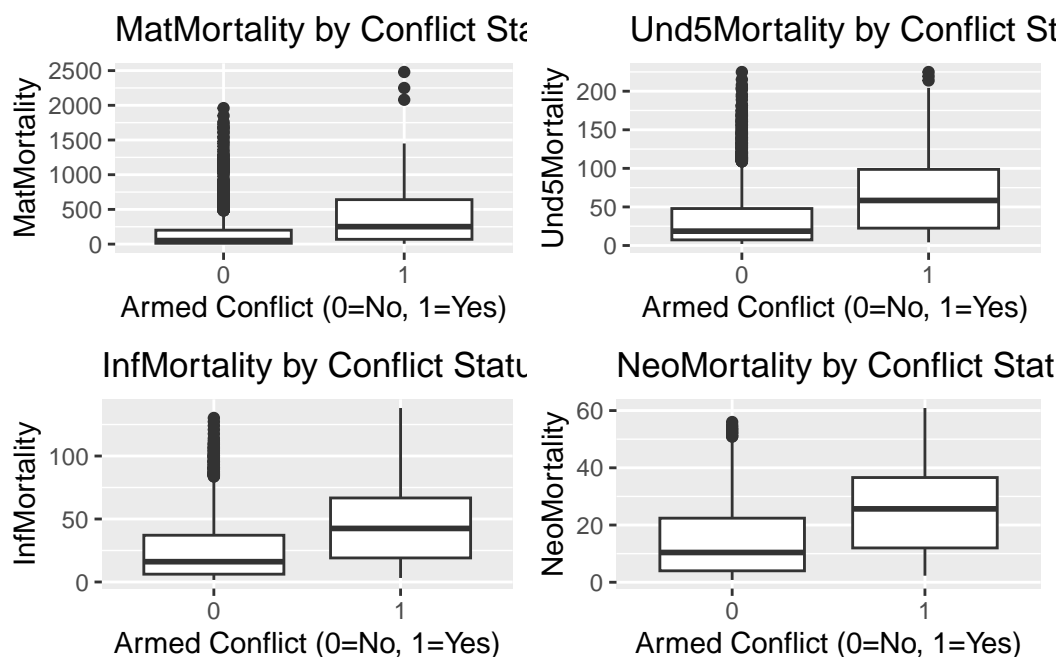 MatMortality by Conflict Sta
MatMortality
2500
2000
1500
1000
500
0
0 1
Armed Conflict (0=No, 1=Yes)
Und5Mortality by Conflict St
Und5Mortality
200
150
100
50
0
0 1
Armed Conflict (0=No, 1=Yes)
InfMortality by Conflict Statu
InfMortality
100
50
0
0 1
Armed Conflict (0=No, 1=Yes)
NeoMortality by Conflict Stat
NeoMortality
60
40
20
0
0 1
Armed Conflict (0=No, 1=Yes)